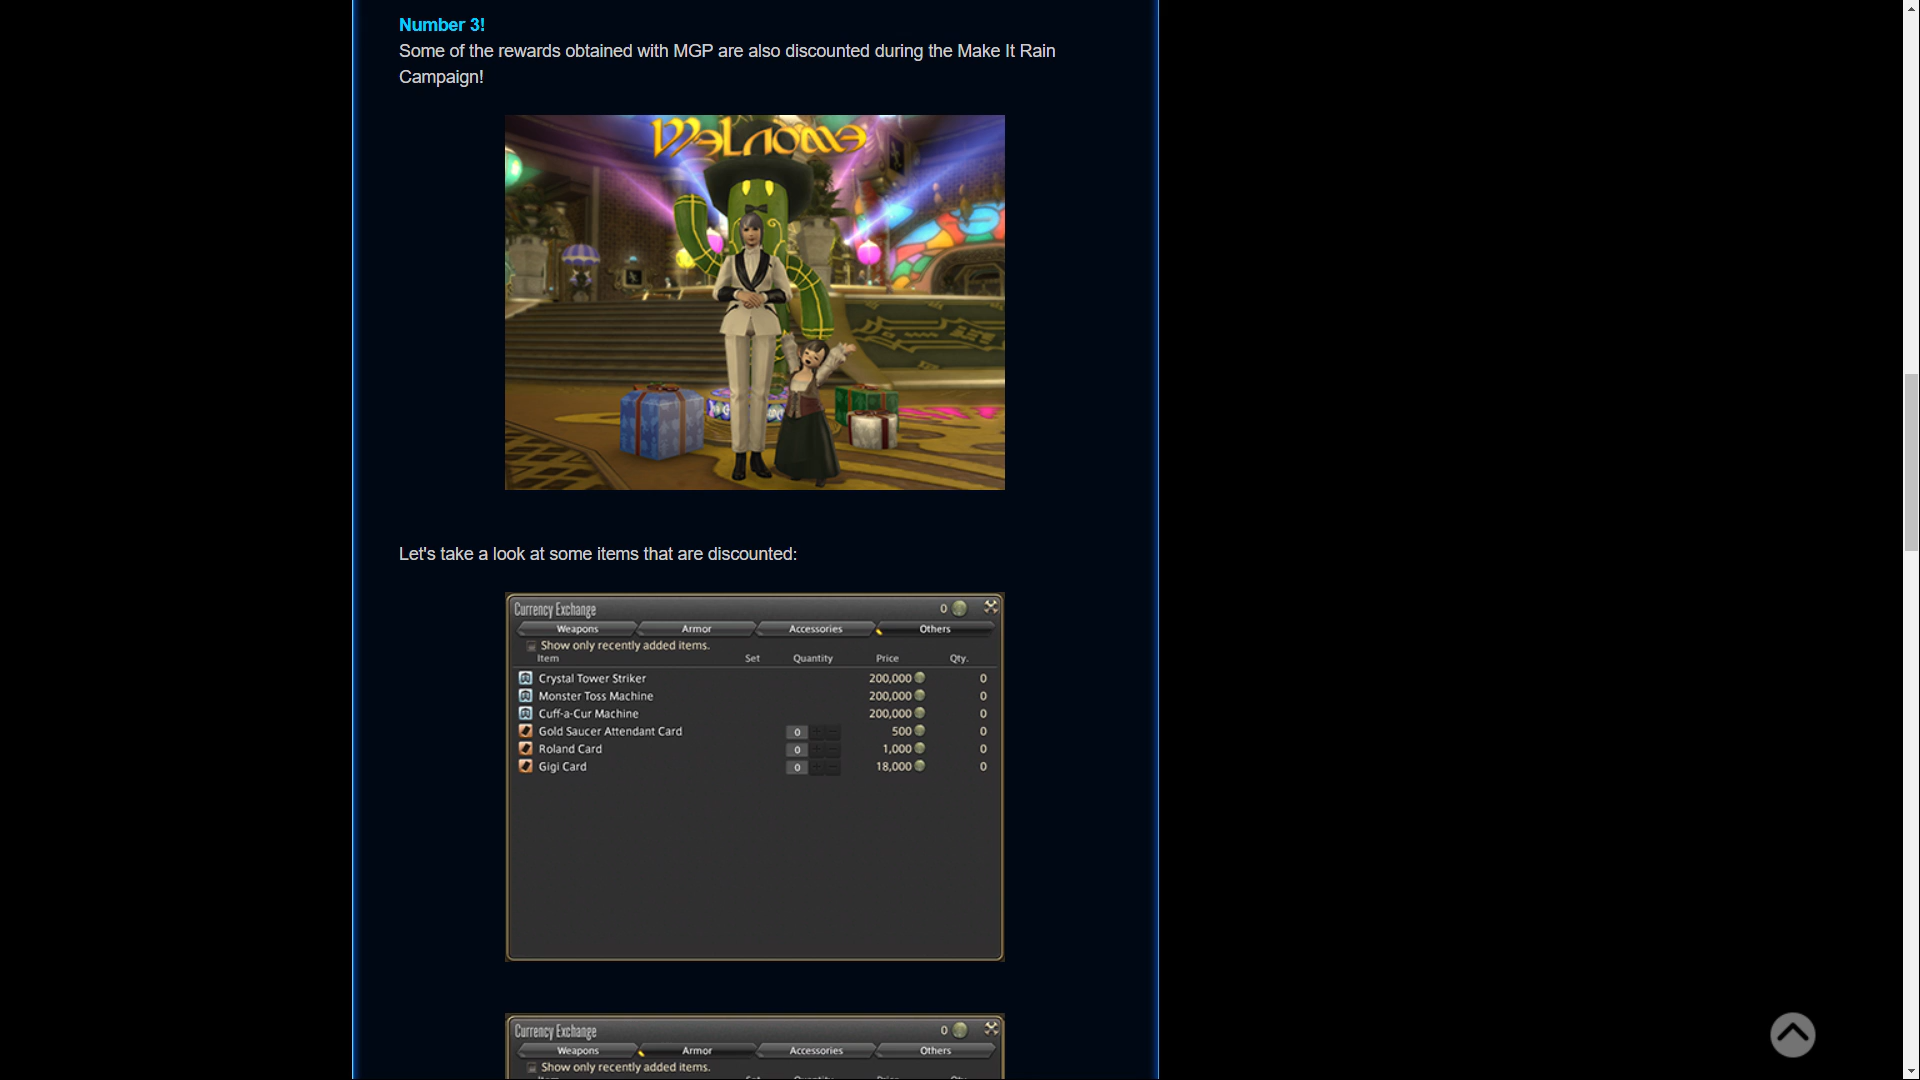 Number 3!
Some of the rewards obtained with MGP are also discounted during the Make It Rain
Campaign!
Welcome
Let's take a look at some items that are discounted:
Currency Exchange 0
Weapons Armor Accessories Others
Show only recently added items.
Item Set Quantity Price Qty.
Crystal Tower Striker 200,000 0
Monster Toss Machine 200,000 0
Cuff-a-Cur Machine 200,000 0
Gold Saucer Attendant Card 0 500 0
Roland Card 0 1,000 0
Gigi Card 0 18,000 0
Currency Exchange 0
Weapons Armor Accessories Others
Show only recently added items.